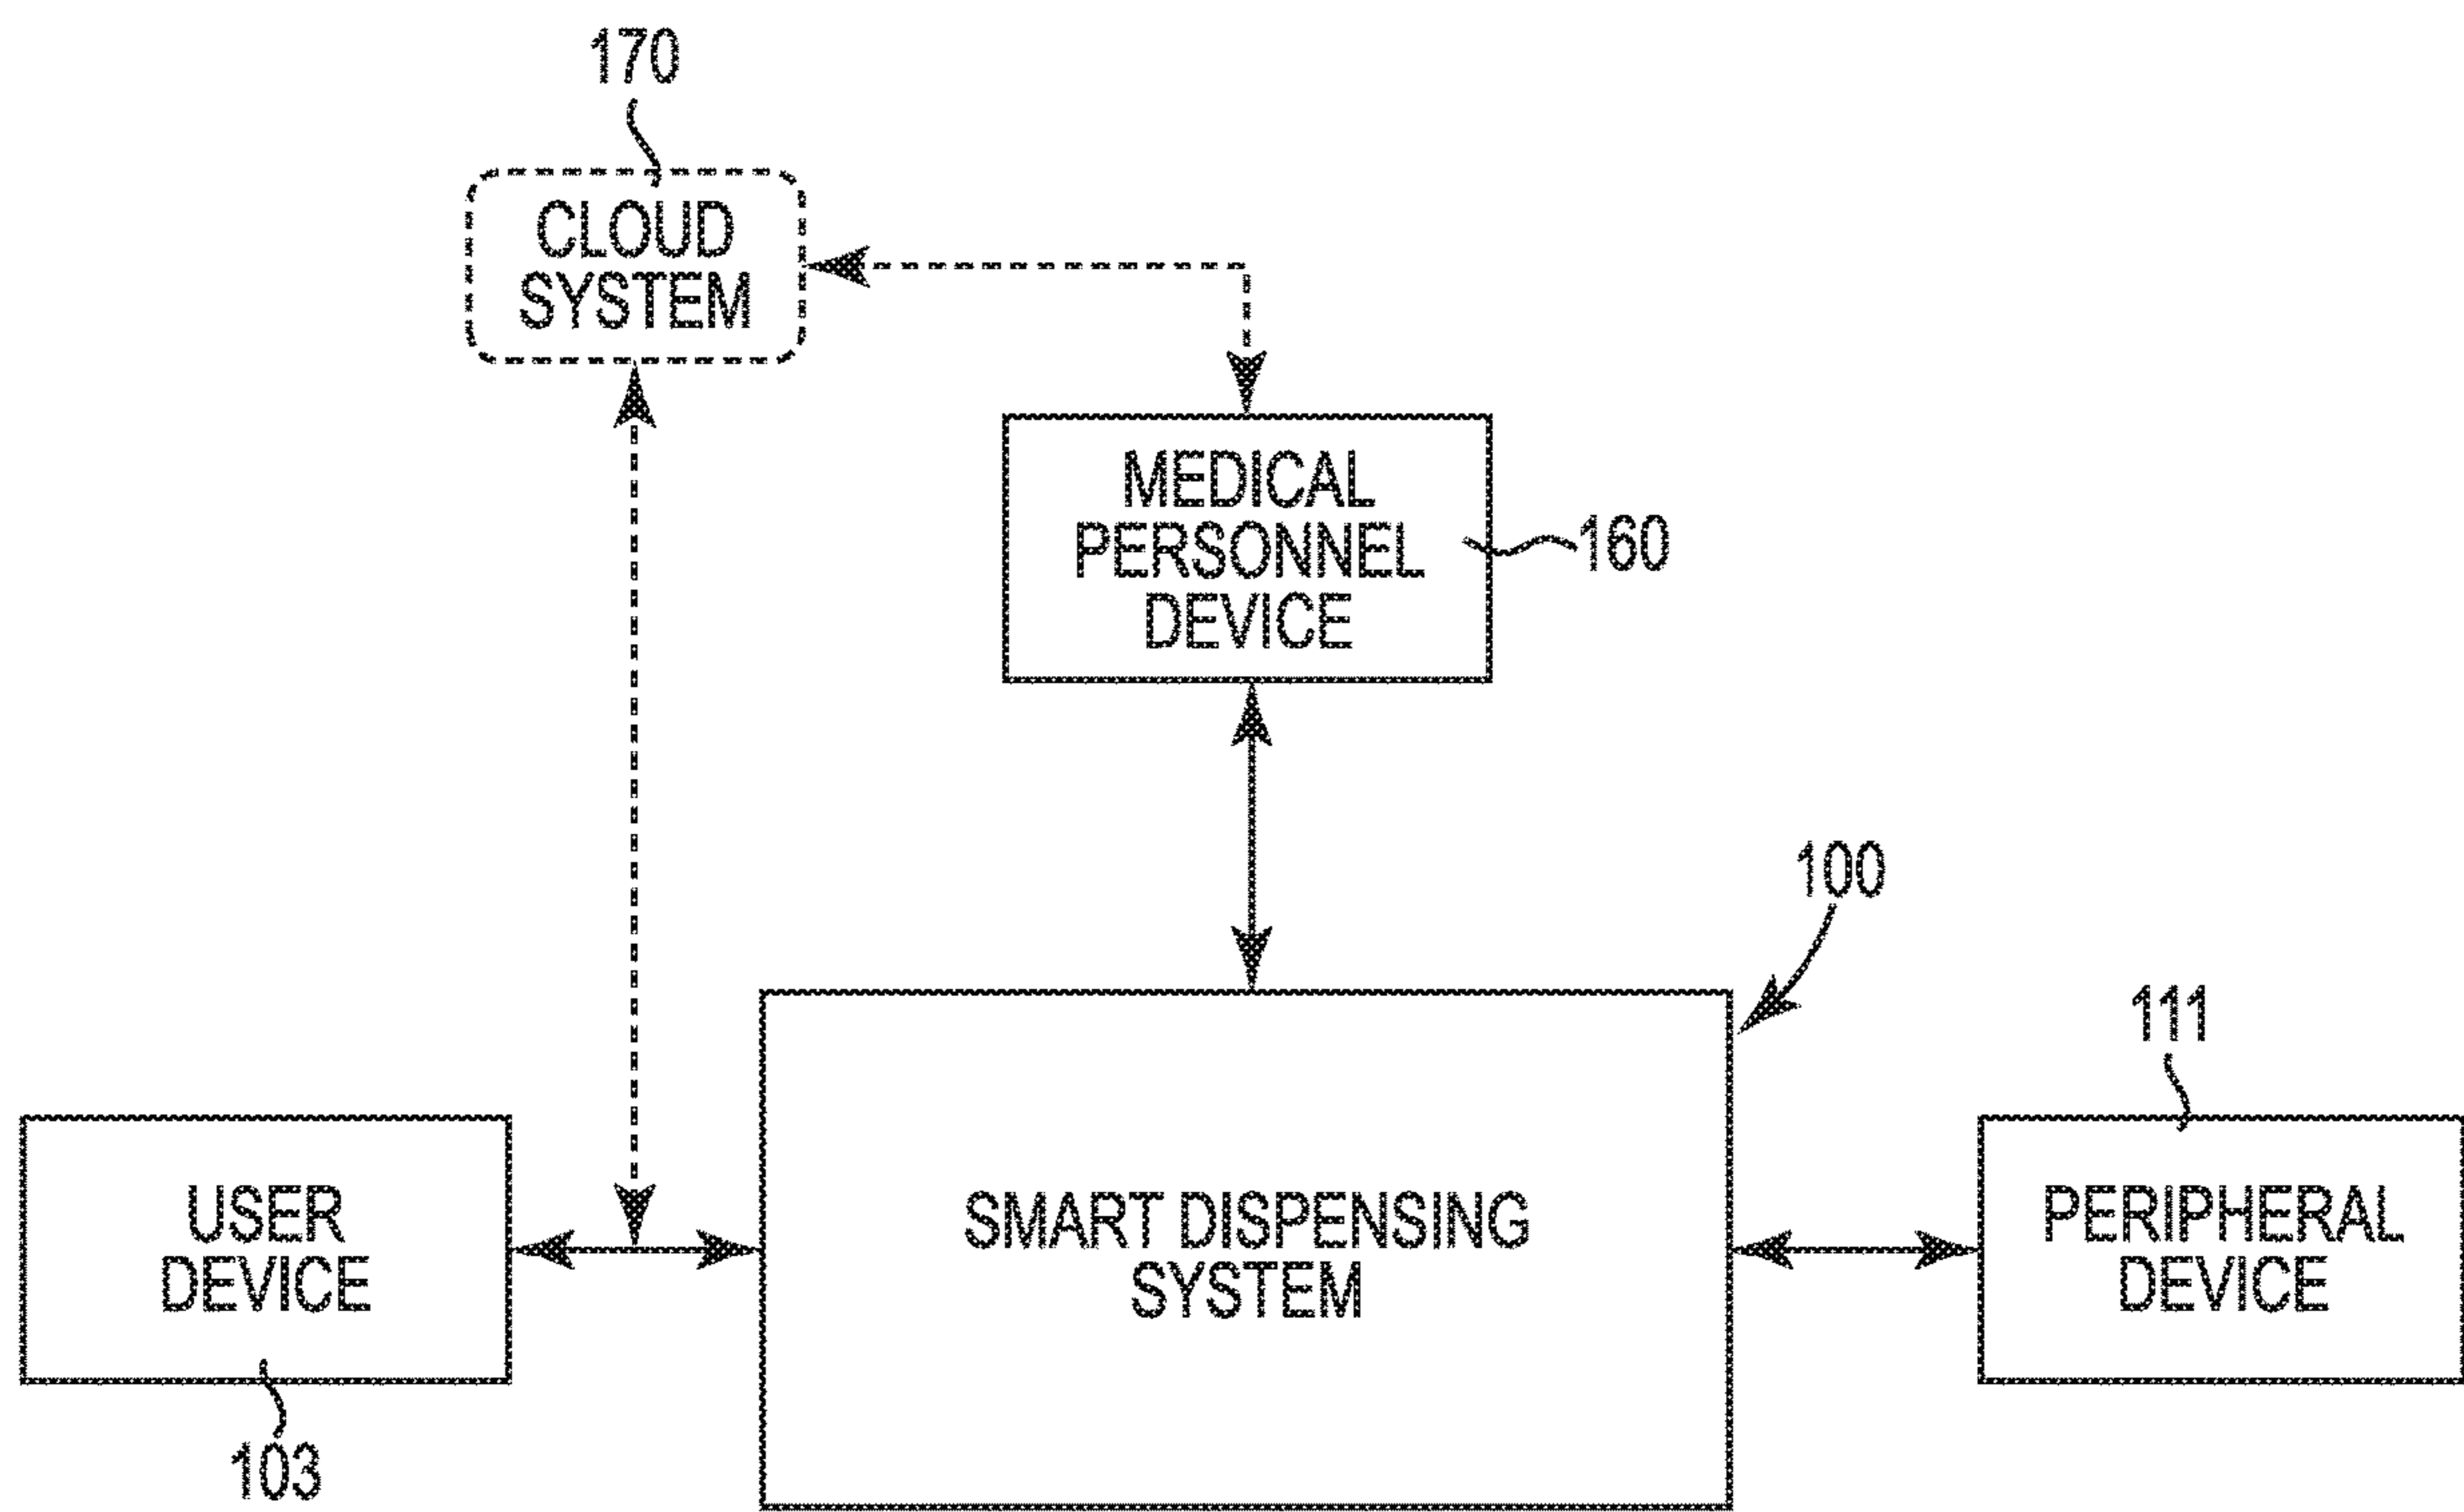 170
CLOUD
SYSTEM
MEDICAL
PERSONNEL
DEVICE
160
100
111
USER
DEVICE
103
SMART DISPENSING
SYSTEM
PERIPHERAL
DEVICE